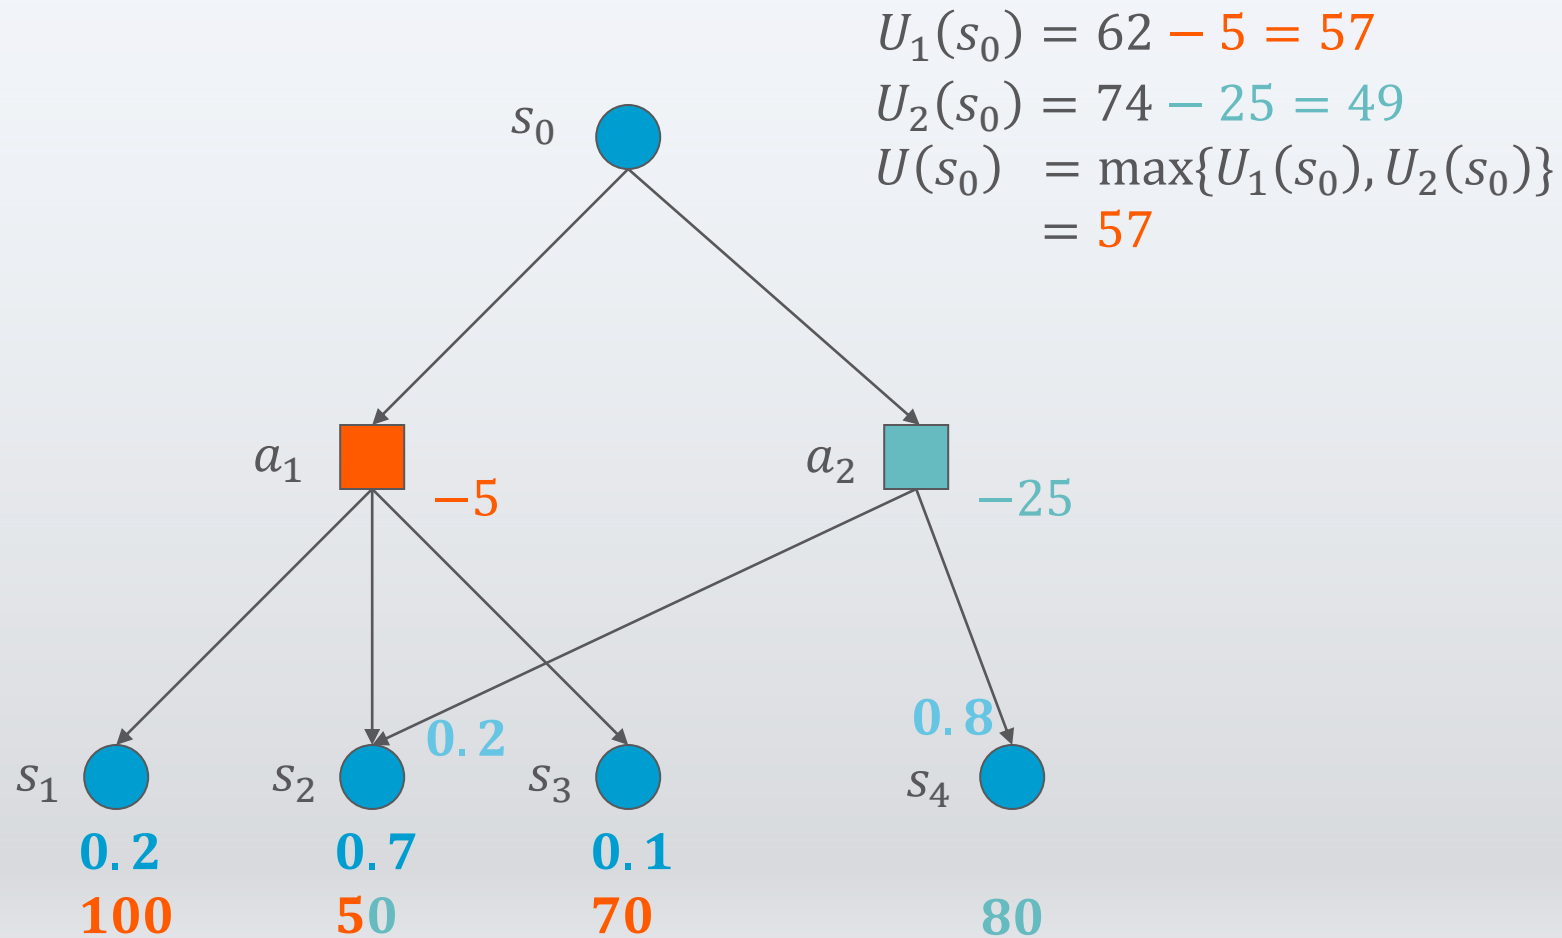 U₁(s₀) = 62 − 5 = 57
U₂(s₀) = 74 − 25 = 49
U(s₀) = max{U₁(s₀), U₂(s₀)}
= 57
s₀
a₁
−5
a₂
−25
0.2
0.8
s₁
s₂
s₃
s₄
0.2 0.7 0.1
100 50 70 80